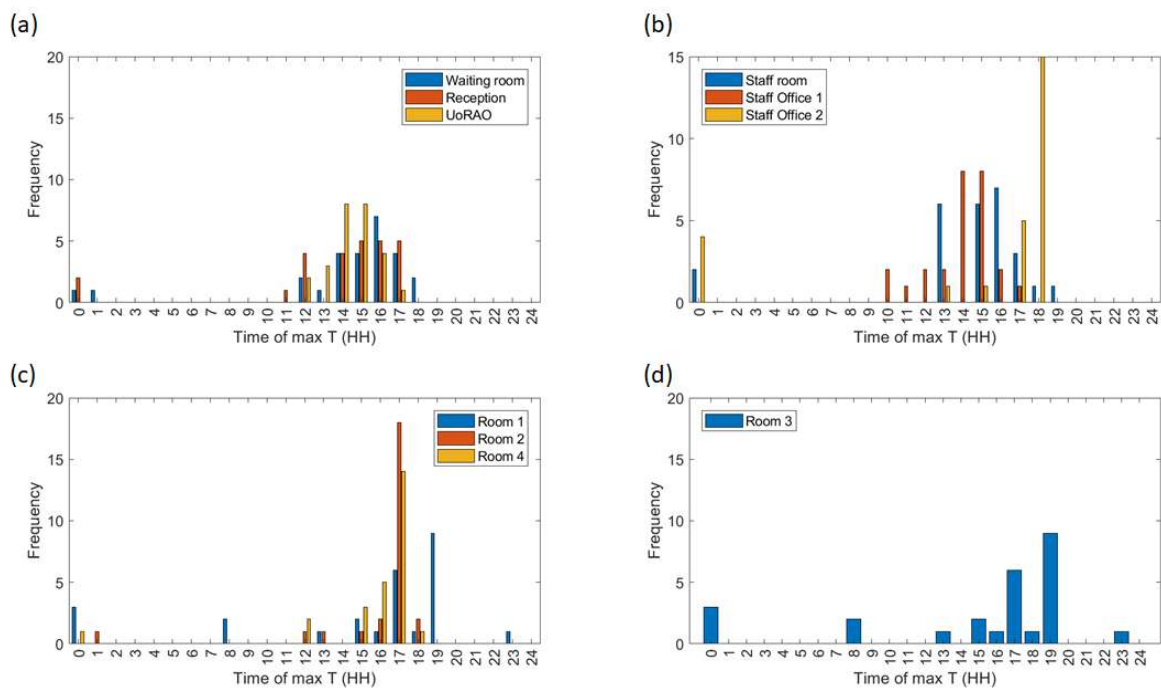 (a)
20
15
10
5
0
Frequency
Waiting room
Reception
UoRAO
0 1 2 3 4 5 6 7 8 9 10 11 12 13 14 15 16 17 18 19 20 21 22 23 24
Time of max T (HH)
(b)
15
10
5
0
Frequency
Staff room
Staff Office 1
Staff Office 2
0 1 2 3 4 5 6 7 8 9 10 11 12 13 14 15 16 17 18 19 20 21 22 23 24
Time of max T (HH)
(c)
20
15
10
5
0
Frequency
Room 1
Room 2
Room 4
0 1 2 3 4 5 6 7 8 9 10 11 12 13 14 15 16 17 18 19 20 21 22 23 24
Time of max T (HH)
(d)
20
15
10
5
0
Frequency
Room 3
0 1 2 3 4 5 6 7 8 9 10 11 12 13 14 15 16 17 18 19 20 21 22 23 24
Time of max T (HH)